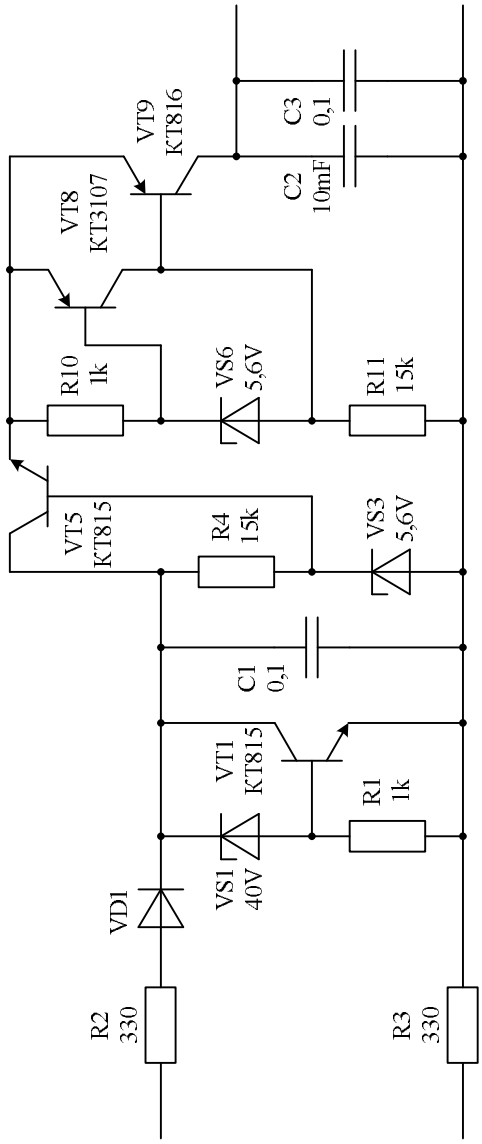 R2
330
VD1
VS1
40V
R3
330
VT1
KT815
R1
1k
C1
0,1
VT5
KT815
R4
15k
VS3
5,6V
R10
1k
VT8
KT3107
VS6
5,6V
R11
15k
VT9
KT816
C2
10mF
C3
0,1